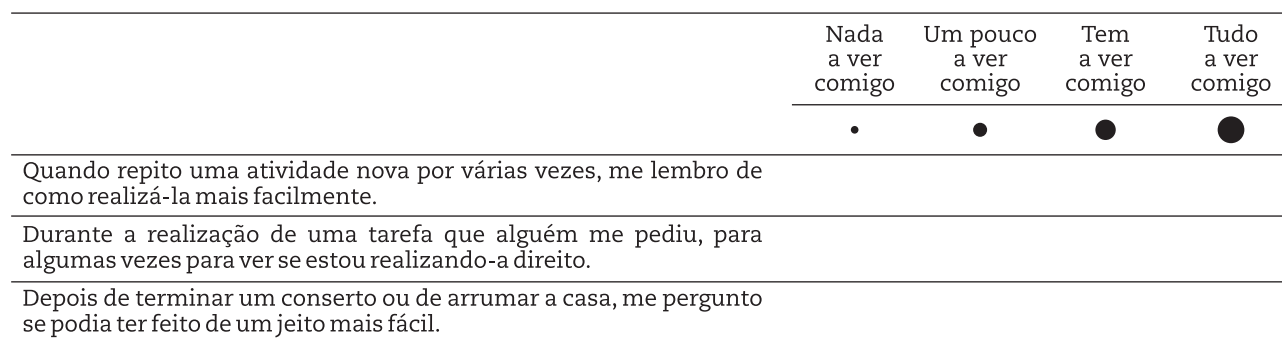 Nada Um pouco Tem Tudo
a ver a ver a ver a ver
comigo comigo comigo comigo
Quando repito uma atividade nova por várias vezes, me lembro de
como realizá-la mais facilmente.
Durante a realização de uma tarefa que alguém me pediu, para
algumas vezes para ver se estou realizando-a direito.
Depois de terminar um conserto ou de arrumar a casa, me pergunto
se podia ter feito de um jeito mais fácil.